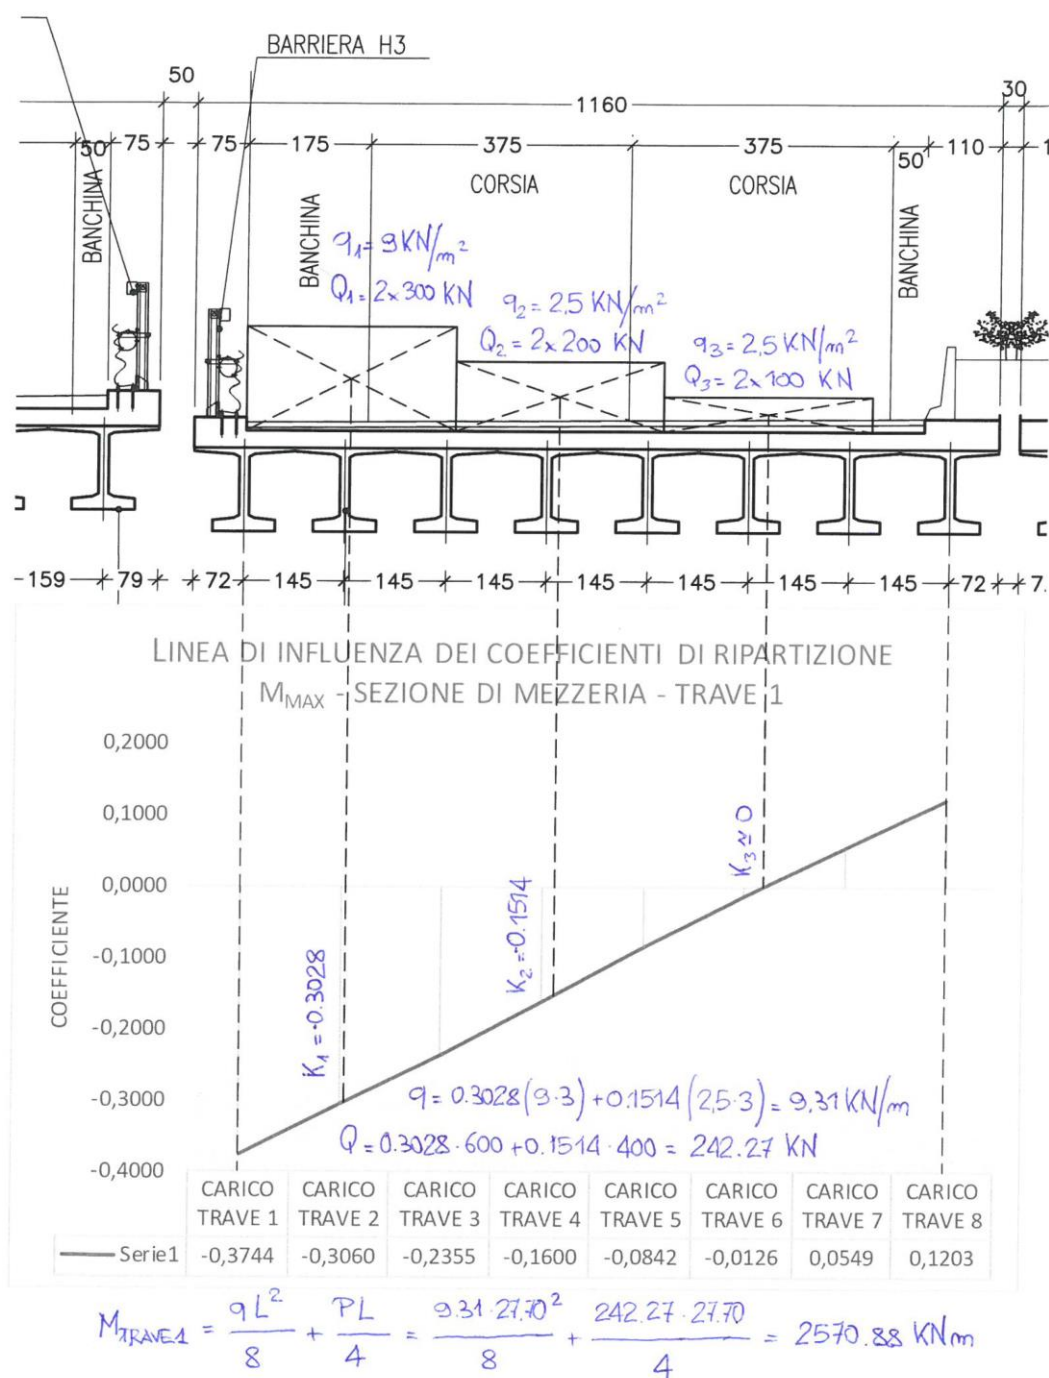 BARRIERA H3
50
1160
30
50
75
75
175
375
375
50
110
1
BANCHINA
BANCHINA
CORSIA
CORSIA
BANCHINA
q1 = 9 KN/m²
Q1 = 2×300 KN
q2 = 2,5 KN/m²
Q2 = 2×200 KN
q3 = 2,5 KN/m²
Q3 = 2×100 KN
159
79
72
145
145
145
145
145
145
145
72
7.
LINEA DI INFLUENZA DEI COEFFICIENTI DI RIPARTIZIONE
MMAX - SEZIONE DI MEZZERIA - TRAVE 1
COEFFICIENTE
0,2000
0,1000
0,0000
-0,1000
-0,2000
-0,3000
-0,4000
K1 = -0.3028
K2 = -0.1514
K3 ≃ 0
q = 0.3028(9·3) + 0.1514(2,5·3) = 9,31 KN/m
Q = 0.3028·600 + 0.1514·400 = 242.27 KN
CARICO TRAVE 1
CARICO TRAVE 2
CARICO TRAVE 3
CARICO TRAVE 4
CARICO TRAVE 5
CARICO TRAVE 6
CARICO TRAVE 7
CARICO TRAVE 8
Serie1 -0,3744 -0,3060 -0,2355 -0,1600 -0,0842 -0,0126 0,0549 0,1203
MTRAVE1 = qL²/8 + PL/4 = 9.31·27.70²/8 + 242.27·27.70/4 = 2570.88 KNm